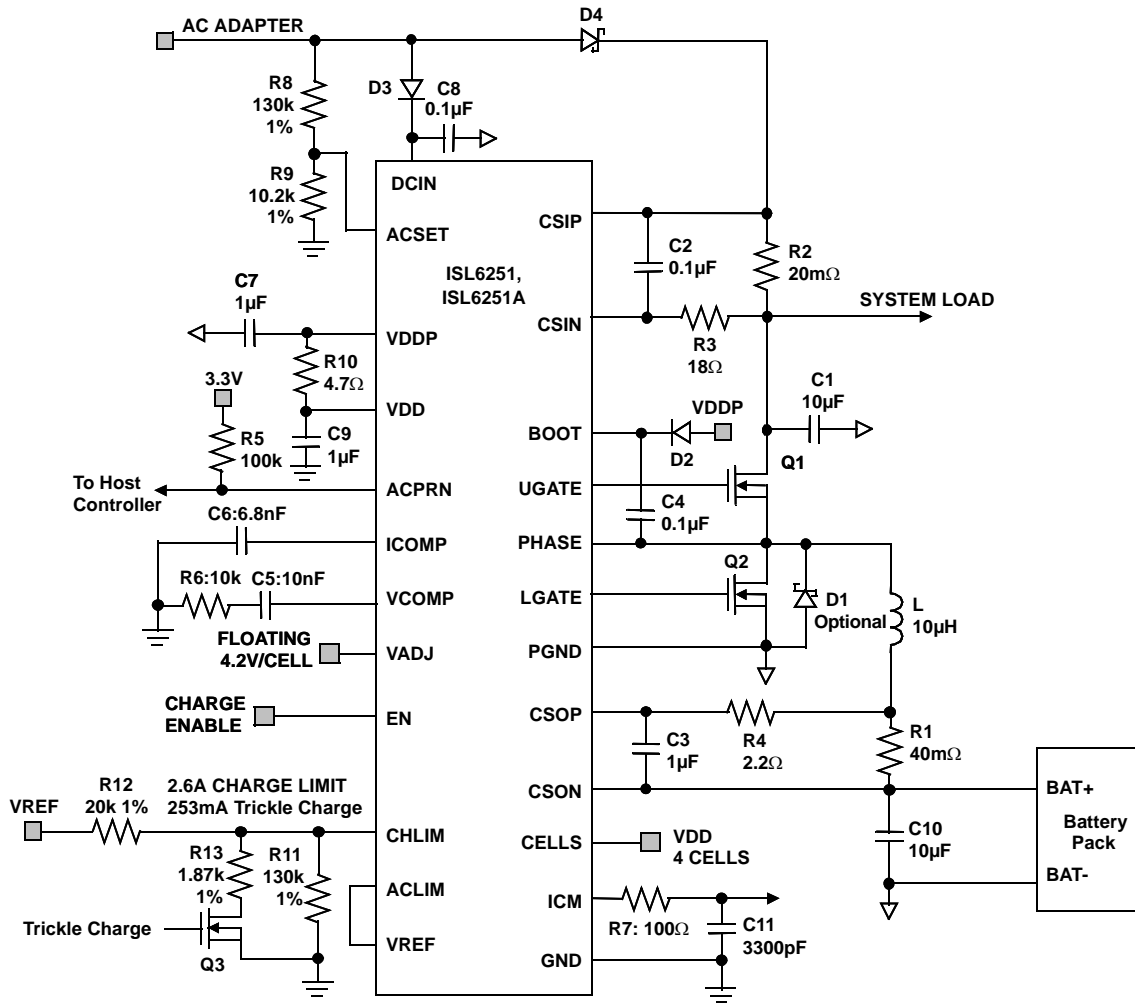 AC ADAPTER
D4
R8
130k
1%
D3
C8
0.1µF
R9
10.2k
1%
DCIN
ACSET
CSIP
C2
0.1µF
R2
20mΩ
ISL6251,
ISL6251A
C7
1µF
SYSTEM LOAD
CSIN
R3
18Ω
VDDP
R10
4.7Ω
3.3V
C1
10µF
VDD
VDDP
BOOT
D2
R5
100k
C9
1µF
Q1
To Host
Controller
ACPRN
UGATE
C4
0.1µF
C6:6.8nF
ICOMP
PHASE
Q2
R6:10k
C5:10nF
VCOMP
LGATE
D1
Optional
L
10µH
FLOATING
4.2V/CELL
VADJ
PGND
CHARGE
ENABLE
EN
CSOP
R4
2.2Ω
R1
40mΩ
C3
1µF
R12
20k 1%
2.6A CHARGE LIMIT
253mA Trickle Charge
CSON
BAT+
VREF
CHLIM
CELLS
VDD
4 CELLS
C10
10µF
Battery
Pack
R13
1.87k
1%
R11
130k
1%
BAT-
ACLIM
ICM
R7: 100Ω
C11
3300pF
Trickle Charge
Q3
VREF
GND